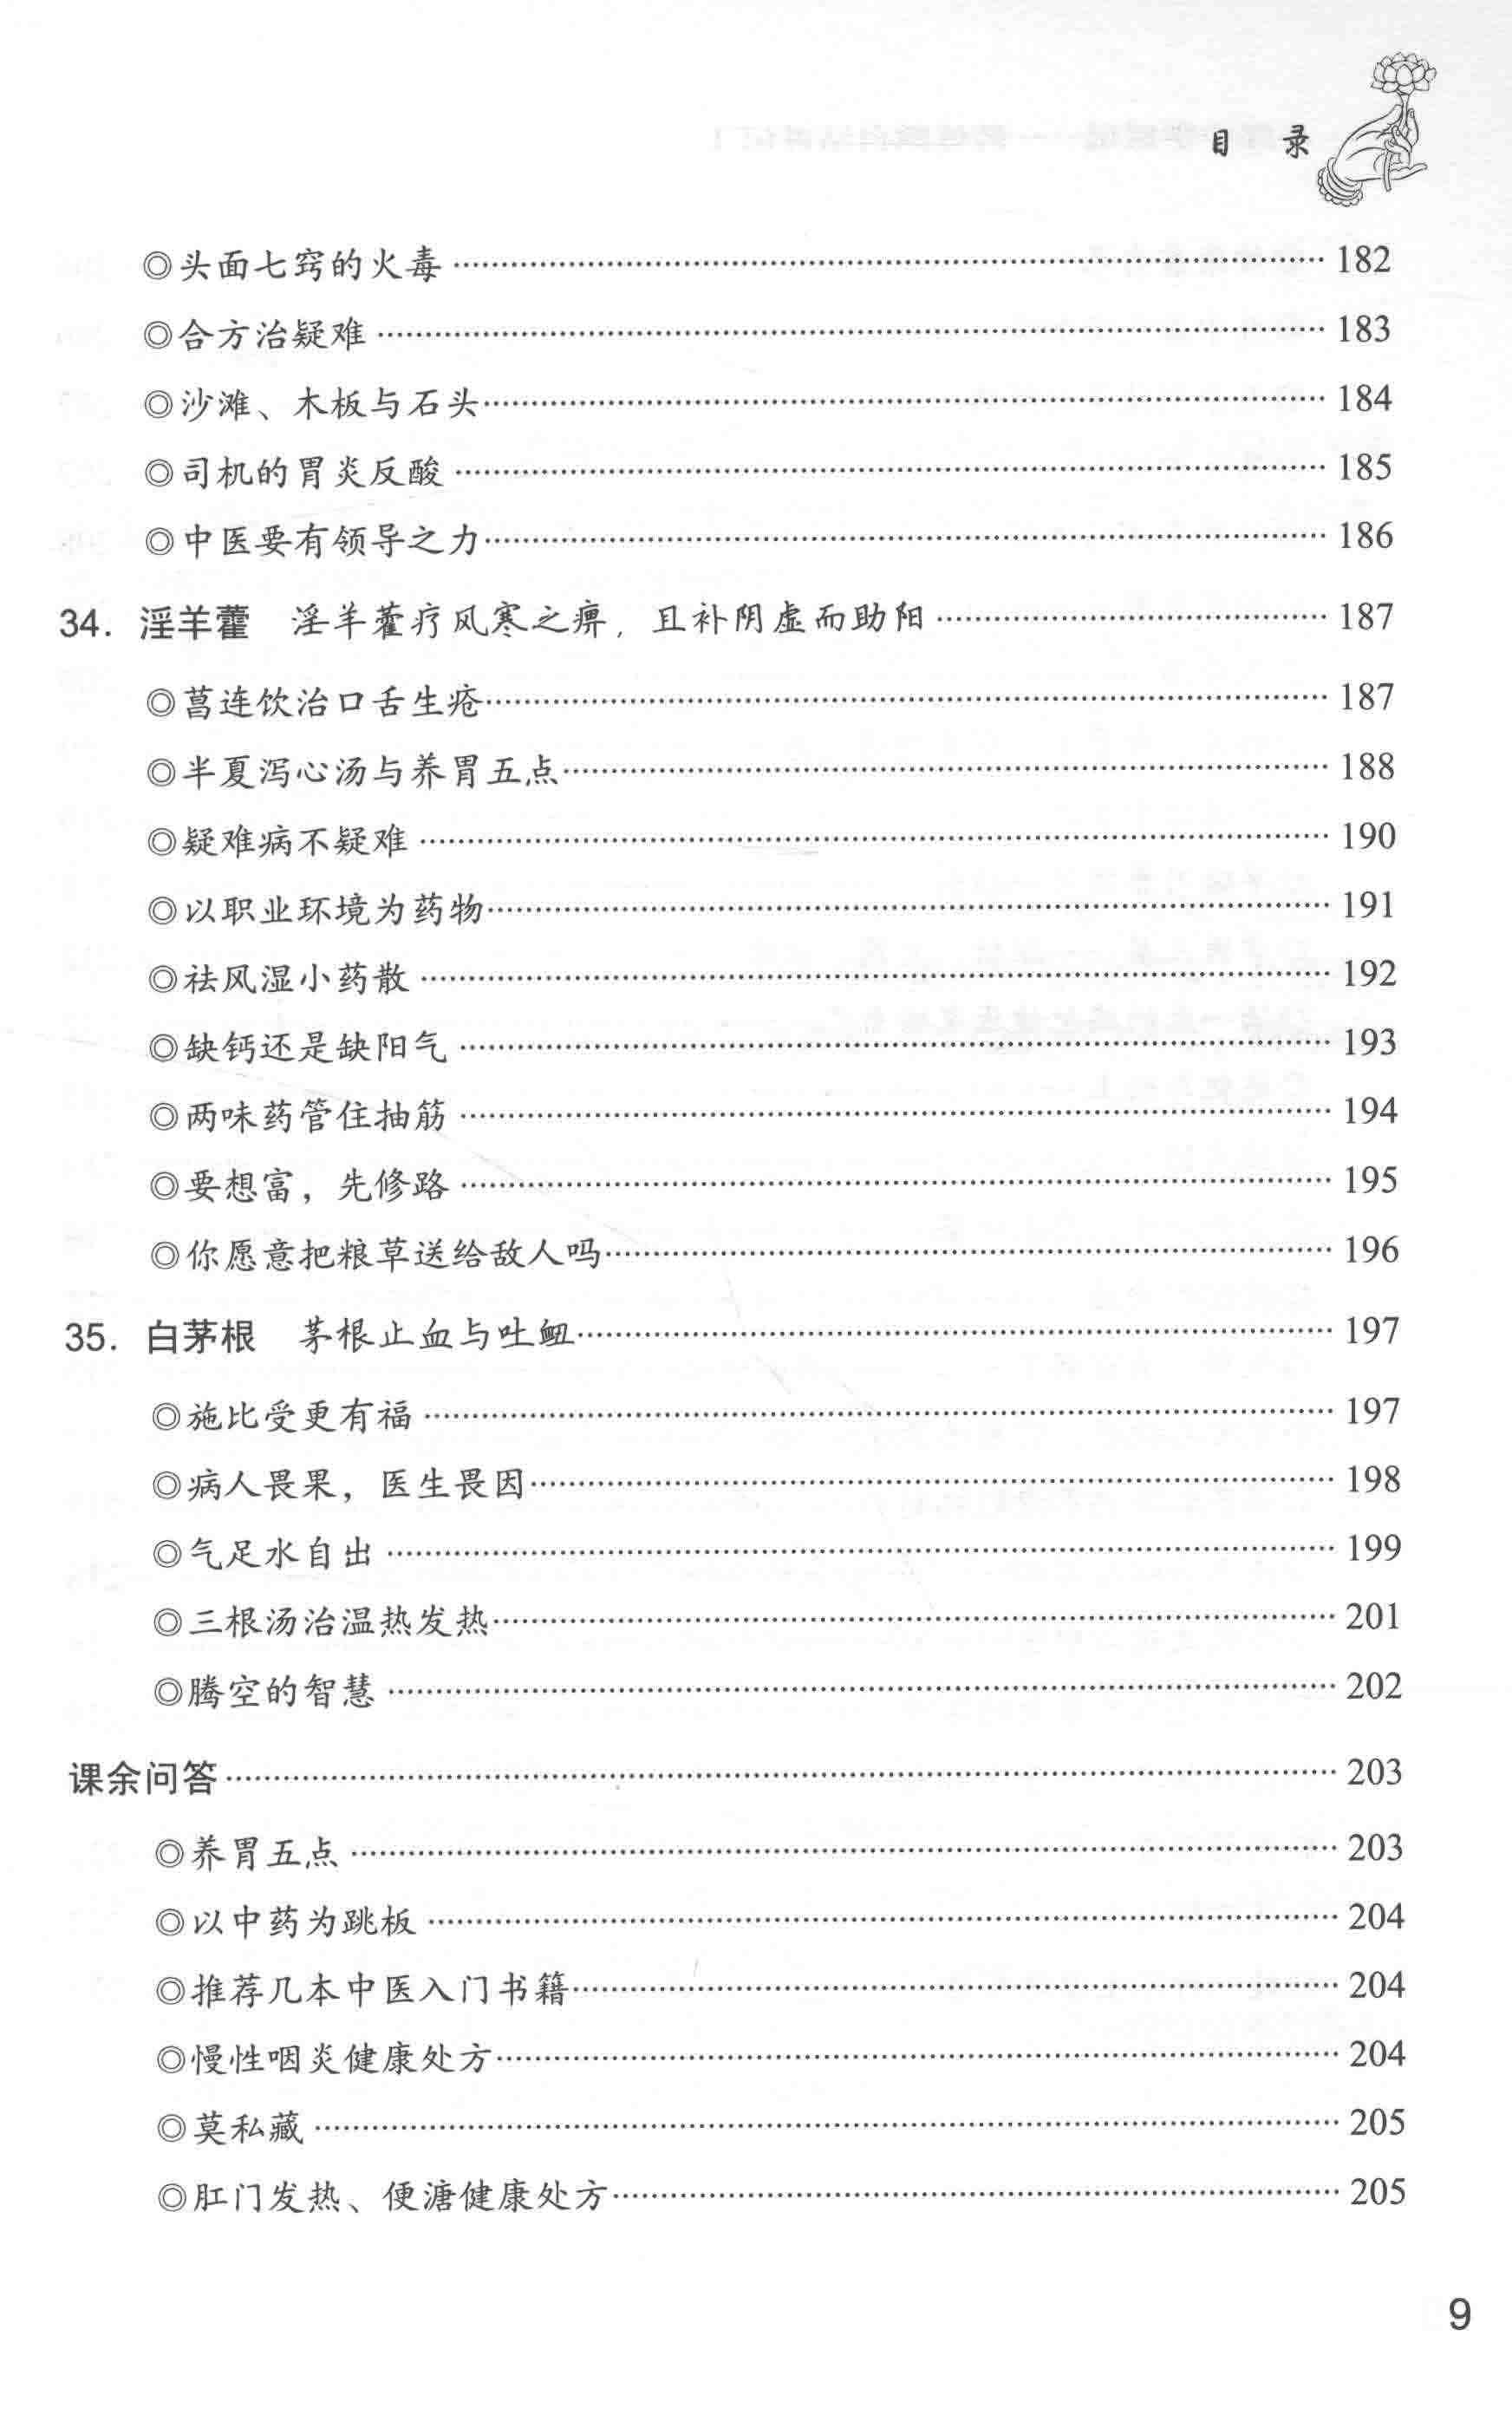 目 录
◎头面七窍的火毒 182
◎合方治疑难 183
◎沙滩、木板与石头 184
◎司机的胃炎反酸 185
◎中医要有领导之力 186
34. 淫羊藿 淫羊藿疗风寒之痹，且补阴虚而助阳 187
◎菖连饮治口舌生疮 187
◎半夏泻心汤与养胃五点 188
◎疑难病不疑难 190
◎以职业环境为药物 191
◎祛风湿小药散 192
◎缺钙还是缺阳气 193
◎两味药管住抽筋 194
◎要想富，先修路 195
◎你愿意把粮草送给敌人吗 196
35. 白茅根 茅根止血与吐衄 197
◎施比受更有福 197
◎病人畏果，医生畏因 198
◎气足水自出 199
◎三根汤治温热发热 201
◎腾空的智慧 202
课余问答 203
◎养胃五点 203
◎以中药为跳板 204
◎推荐几本中医入门书籍 204
◎慢性咽炎健康处方 204
◎莫私藏 205
◎肛门发热、便溏健康处方 205
9